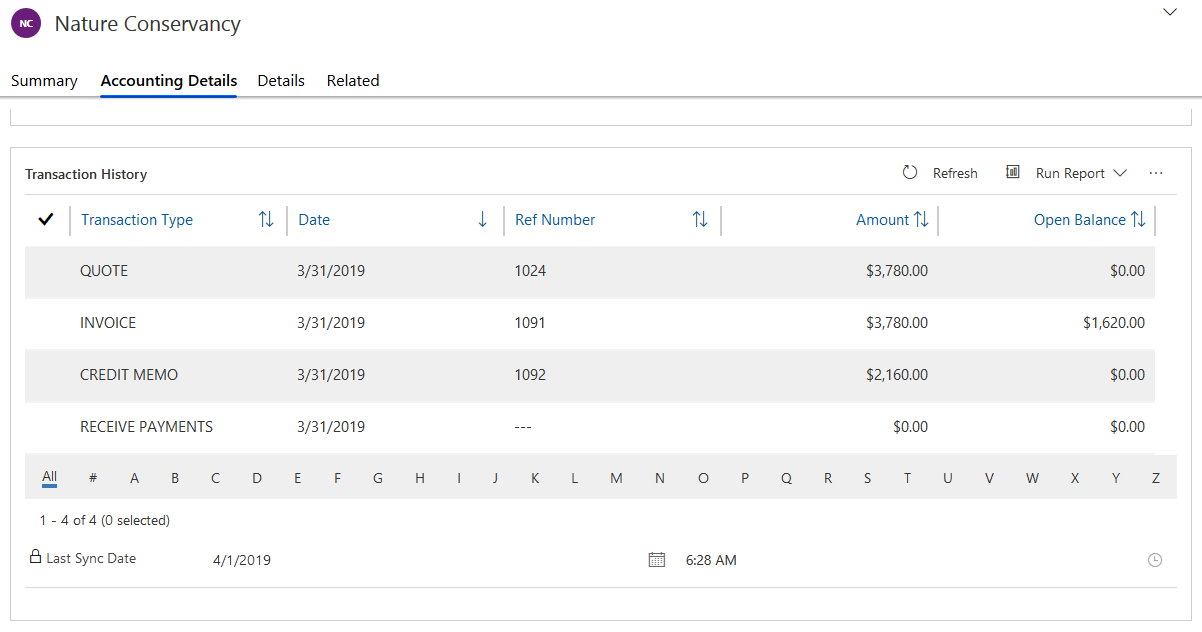 NC Nature Conservancy
Summary Accounting Details Details Related
Transaction History Refresh Run Report ...
Transaction Type Date Ref Number Amount Open Balance
QUOTE 3/31/2019 1024 $3,780.00 $0.00
INVOICE 3/31/2019 1091 $3,780.00 $1,620.00
CREDIT MEMO 3/31/2019 1092 $2,160.00 $0.00
RECEIVE PAYMENTS 3/31/2019 --- $0.00 $0.00
All # A B C D E F G H I J K L M N O P Q R S T U V W X Y Z
1 - 4 of 4 (0 selected)
Last Sync Date 4/1/2019 6:28 AM